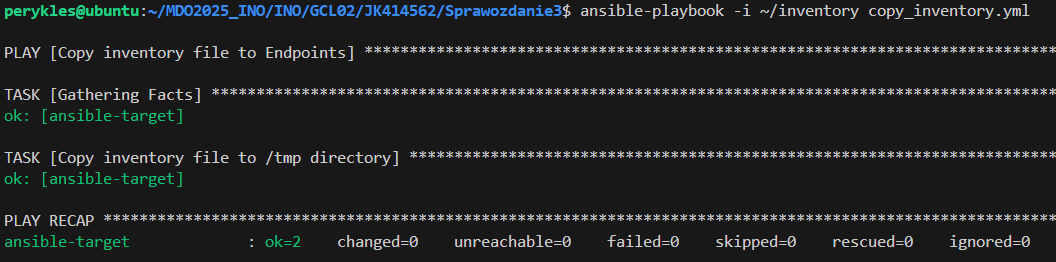 perykles@ubuntu:~/MDO2025_INO/INO/GCL02/JK414562/Sprawozdanie3$ ansible-playbook -i ~/inventory copy_inventory.yml
PLAY [Copy inventory file to Endpoints] *****************************************************************************
TASK [Gathering Facts] **********************************************************************************************
ok: [ansible-target]
TASK [Copy inventory file to /tmp directory] ************************************************************************
ok: [ansible-target]
PLAY RECAP **********************************************************************************************************
ansible-target             : ok=2    changed=0    unreachable=0    failed=0    skipped=0    rescued=0    ignored=0